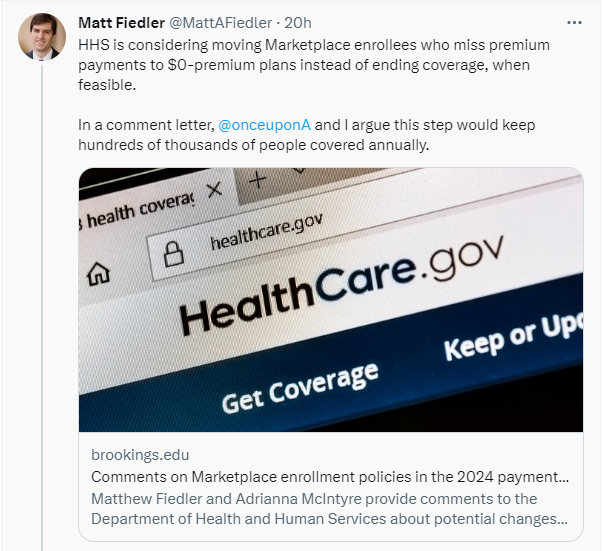 Matt Fiedler @MattAFiedler · 20h
HHS is considering moving Marketplace enrollees who miss premium
payments to $0-premium plans instead of ending coverage, when
feasible.
In a comment letter, @onceuponA and I argue this step would keep
hundreds of thousands of people covered annually.
health coverag
healthcare.gov
HealthCare.gov
Get Coverage
Keep or Upd
brookings.edu
Comments on Marketplace enrollment policies in the 2024 payment...
Matthew Fiedler and Adrianna McIntyre provide comments to the
Department of Health and Human Services about potential changes...